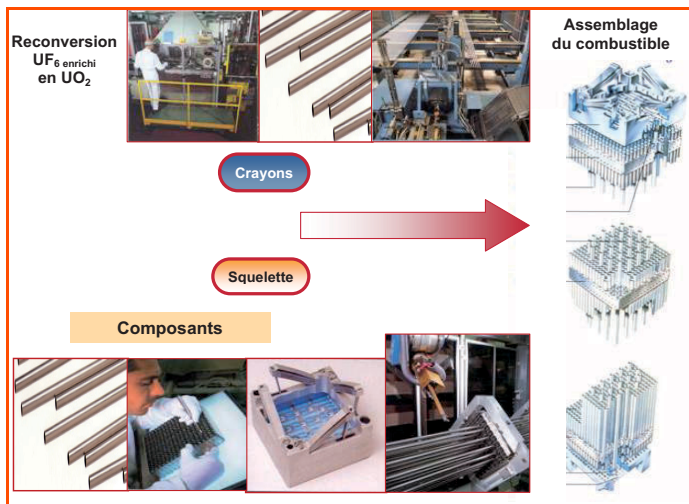 Reconversion
UF6 enrichi
en UO2
Assemblage
du combustible
Crayons
Squelette
Composants